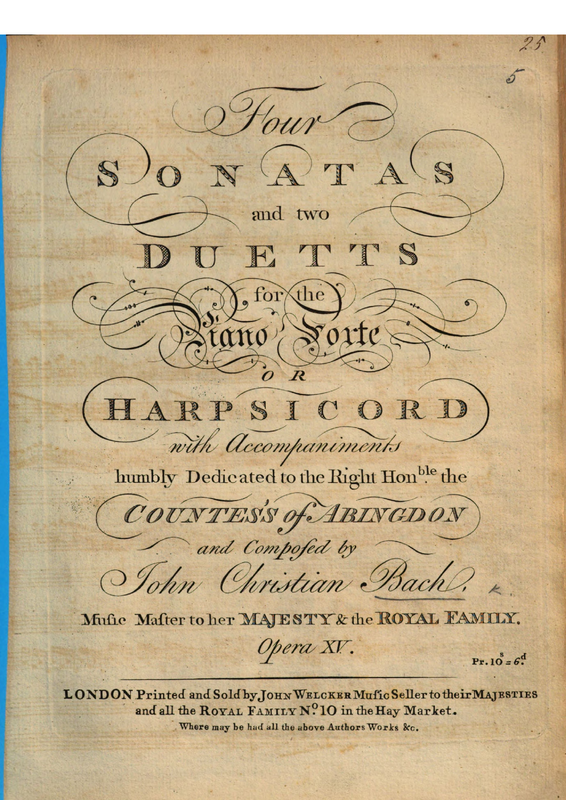 25
5
Four
SONATAS
and two
DUETTS
for the
Piano Forte
OR
HARPSICORD
with Accompaniments
humbly Dedicated to the Right Hon.ble the
COUNTESS'S of ABINGDON
and Compoſed by
John Christian Bach.
Muſic Maſter to her MAJESTY & the ROYAL FAMILY.
Opera XV.
Pr. 10s = 6d.
LONDON Printed and Sold by JOHN WELCKER Muſic Seller to their MAJESTIES
and all the ROYAL FAMILY No. 10 in the Hay Market.
Where may be had all the above Authors Works &c.